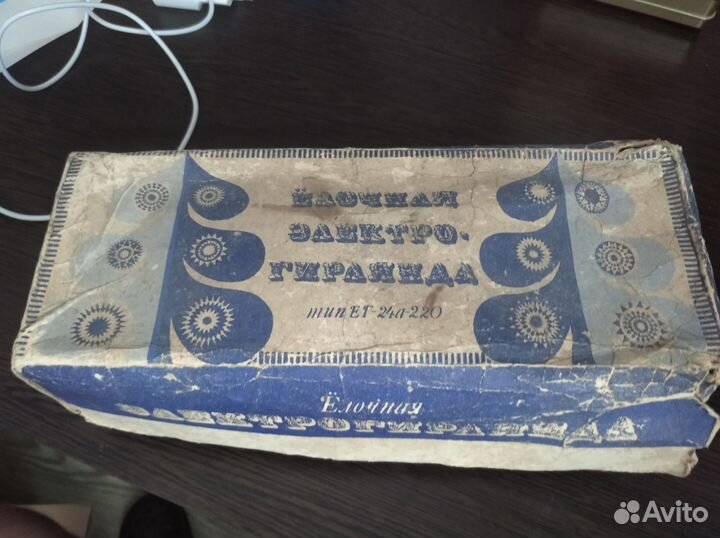 ЁЛОЧНАЯ
ЭЛЕКТРО-
ГИРЛЯНДА
тип ЕГ-24а-220
Ёлочная
ЭЛЕКТРОГИРЛЯНДА
Avito